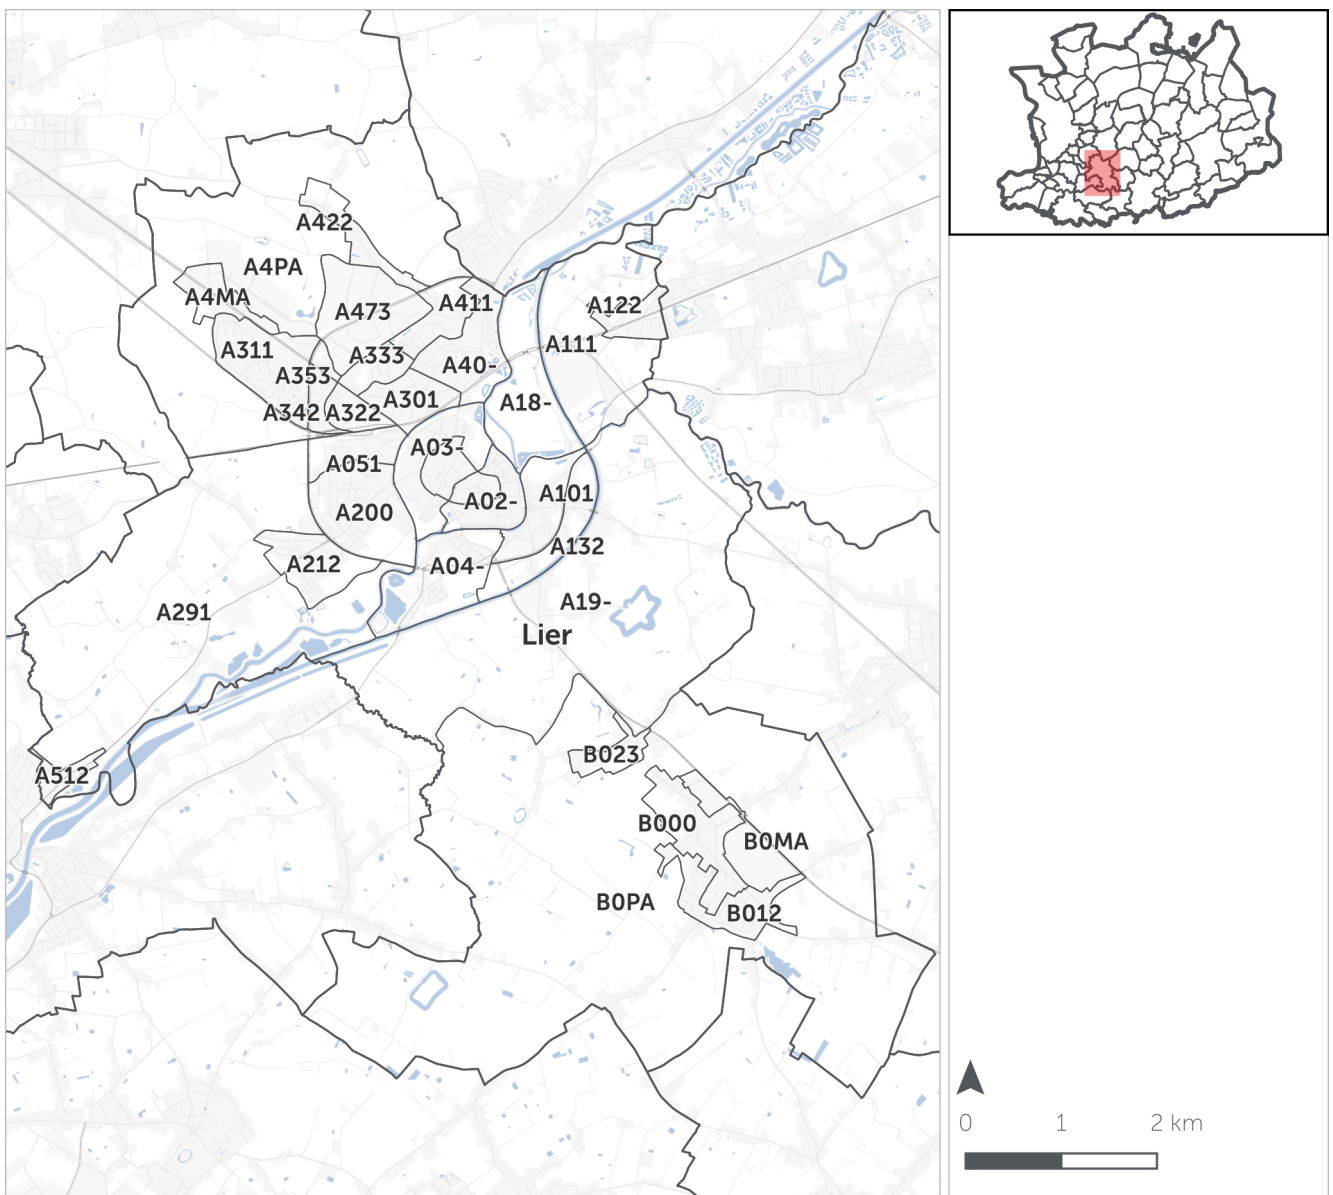 A422
A4PA
A4MA
A473
A411
A122
A311
A333
A111
A353
A40-
A342
A322
A301
A18-
A03-
A051
A02-
A101
A200
A132
A212
A04-
A291
A19-
Lier
A512
B023
B000
B0MA
B0PA
B012
0 1 2 km